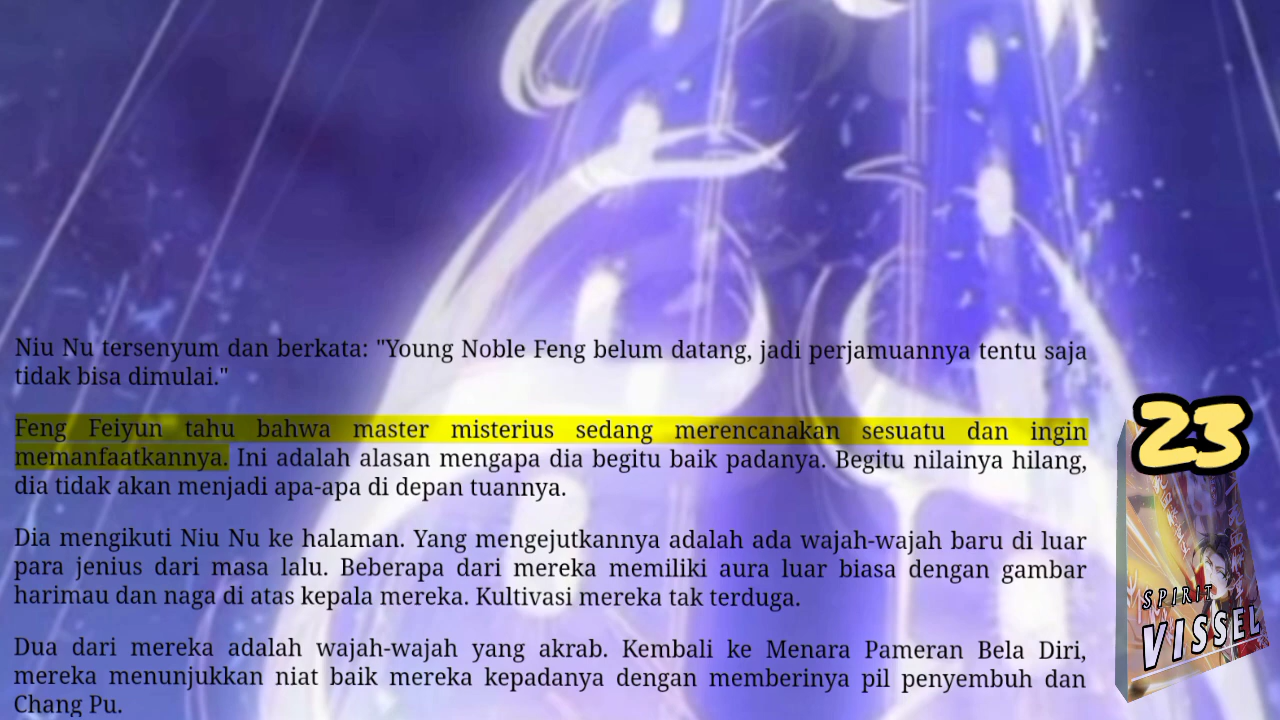 Niu Nu tersenyum dan berkata: "Young Noble Feng belum datang, jadi perjamuannya tentu saja
tidak bisa dimulai."
Feng Feiyun tahu bahwa master misterius sedang merencanakan sesuatu dan ingin
memanfaatkannya. Ini adalah alasan mengapa dia begitu baik padanya. Begitu nilainya hilang,
dia tidak akan menjadi apa-apa di depan tuannya.
Dia mengikuti Niu Nu ke halaman. Yang mengejutkannya adalah ada wajah-wajah baru di luar
para jenius dari masa lalu. Beberapa dari mereka memiliki aura luar biasa dengan gambar
harimau dan naga di atas kepala mereka. Kultivasi mereka tak terduga.
Dua dari mereka adalah wajah-wajah yang akrab. Kembali ke Menara Pameran Bela Diri,
mereka menunjukkan niat baik mereka kepadanya dengan memberinya pil penyembuh dan
Chang Pu.
23
SPIRIT
VISSEL